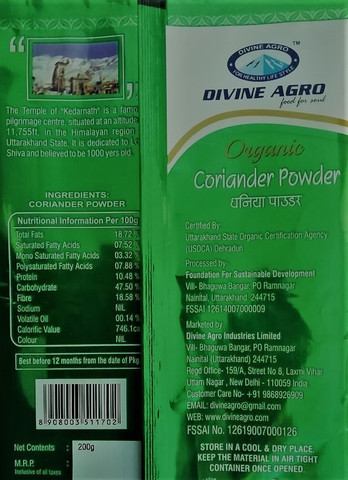 “
”
The Temple of "Kedarnath" is a famo
pilgrimage centre, situated at an altitude
11,755ft, in the Himalayan region
Uttarakhand State. It is dedicated to L
Shiva and believed to be 1000 yers old.
INGREDIENTS:
CORIANDER POWDER
Nutritional Information Per 100g
Total Fats 18.72 %
Saturated Fatty Acids 07.52
Mono Saturated Fatty Acids 03.32 %
Polysaturated Fatty Acids 07.88
Protein 10.48 %
Carbohydrate 47.50 %
Fibre 18.58 %
Sodium NIL
Volatile Oil 00.14 %
Calorific Value 746.1ca
Colour NIL
Best before 12 months from the date of Pkg
8 908003 511702
Net Contents : 200g
M.R.P. :
Inclusive of all taxes
DIVINE AGRO
FOR HEALTHY LIFE STYLE
DIVINE AGRO
food for soul
Organic
Coriander Powder
धनिया पाउडर
Certified By:
Uttarakhand State Organic Certification Agency
(USOCA) Dehradun
Processed by:
Foundation For Sustainable Development
Vill- Bhaguwa Bangar, PO Ramnagar
Nainital, Uttarakhand 244715
FSSAI 12614007000009
Marketed by
Divine Agro Industries Limited
Vill- Bhaguwa Bangar, PO Ramnagar
Nainital (Uttarakhand) 244715
Regd Office- 159/A, Street No 8, Laxmi Vihar
Uttam Nagar , New Delhi - 110059 India
Customer Care No- +91 9868926909
EMAIL: divineagro@gmail.com
WEB: www.divineagro.com
FSSAI No. 12619007000126
STORE IN A COOL & DRY PLACE.
KEEP THE MATERIAL IN AIR TIGHT
CONTAINER ONCE OPENED.